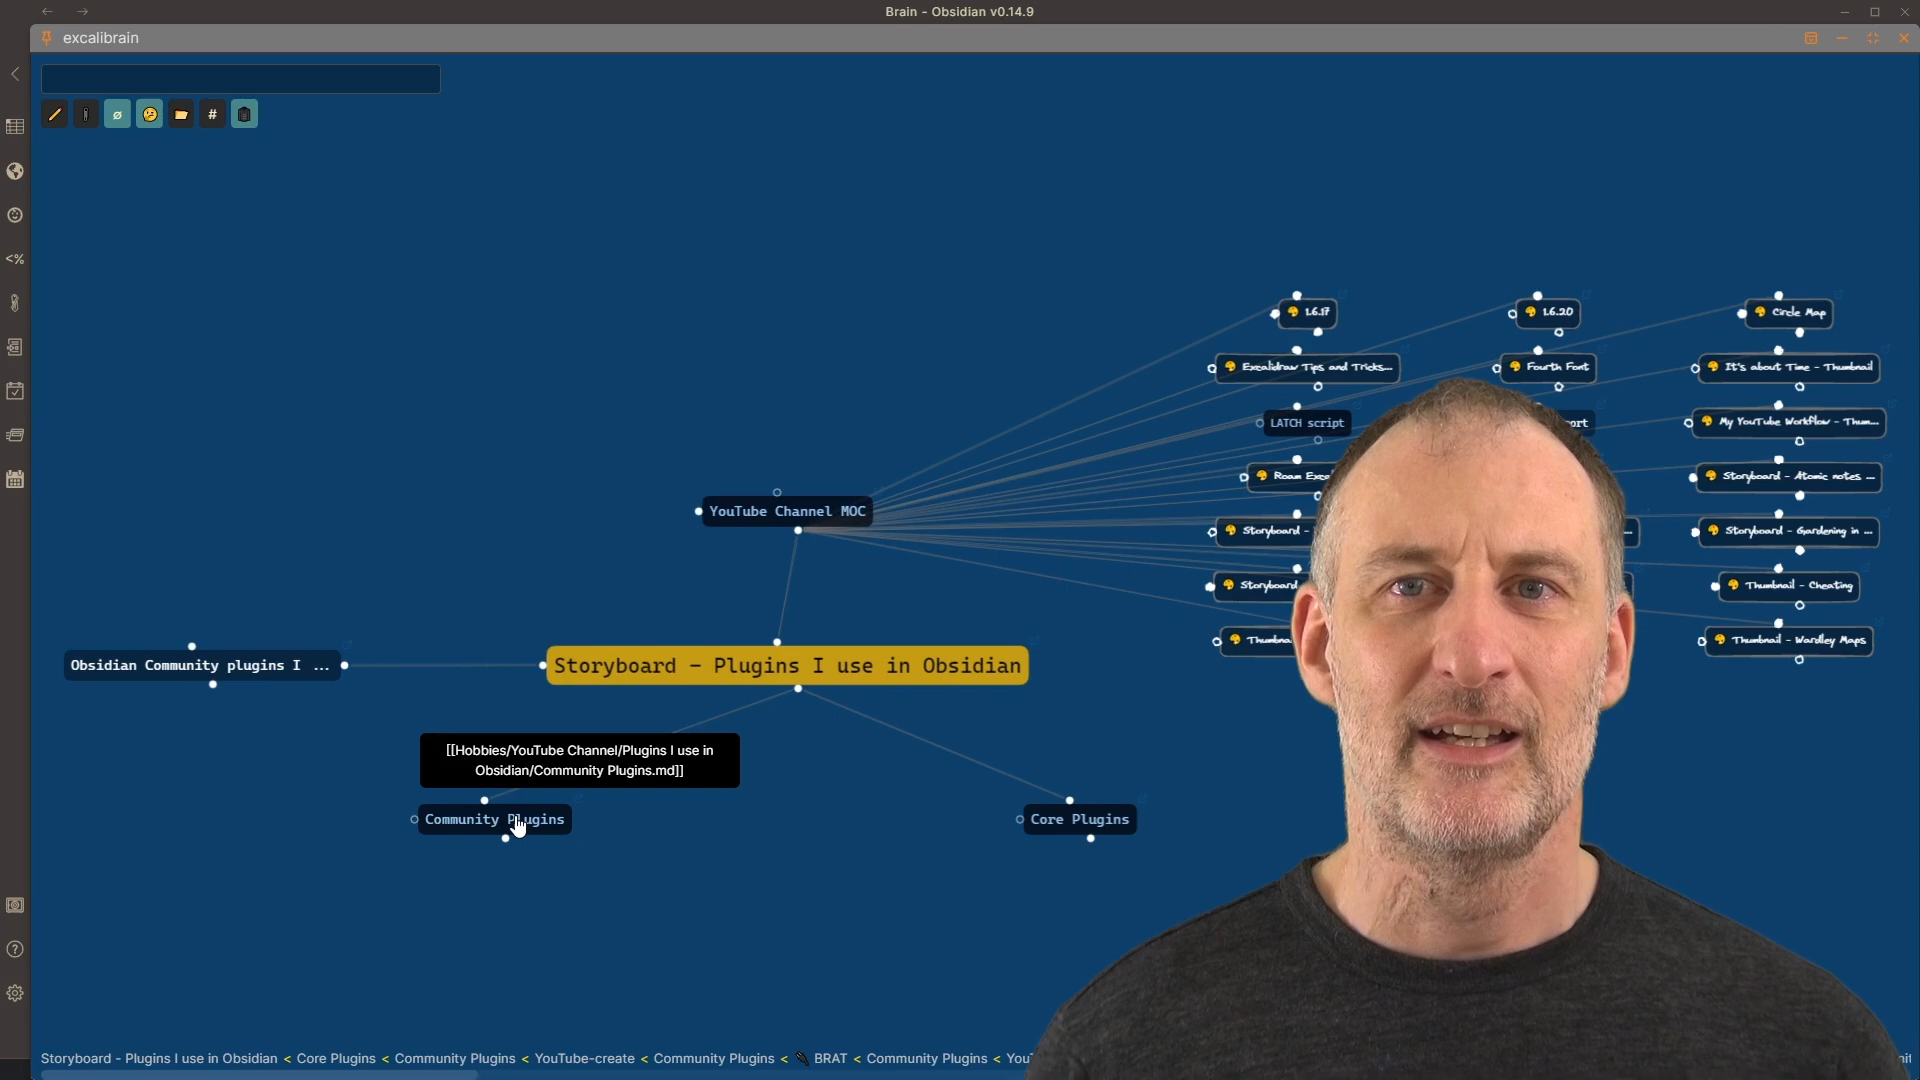 Brain - Obsidian v0.14.9
excalibrain
#
<%
1.6.17
1.6.20
Circle Map
Excalidraw Tips and Tricks...
Fourth Font
It's about Time - Thumbnail
LATCH script
My YouTube Workflow - Thum...
Storyboard - Atomic notes ...
YouTube Channel MOC
Storyboard -
Storyboard - Gardening in ...
Storyboard
Thumbnail - Cheating
Thumbnail - Wardley Maps
Obsidian Community plugins I ...
Storyboard - Plugins I use in Obsidian
[[Hobbies/YouTube Channel/Plugins I use in
Obsidian/Community Plugins.md]]
Community Plugins
Core Plugins
Storyboard - Plugins I use in Obsidian < Core Plugins < Community Plugins < YouTube-create < Community Plugins < BRAT < Community Plugins <